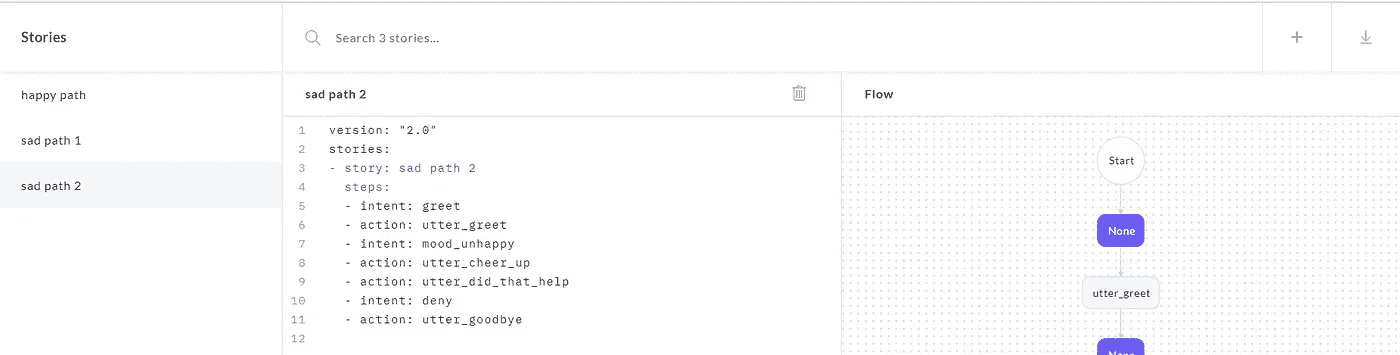 Stories
Search 3 stories...
happy path
sad path 1
sad path 2
sad path 2
1 version: "2.0"
2 stories:
3 - story: sad path 2
4 steps:
5 - intent: greet
6 - action: utter_greet
7 - intent: mood_unhappy
8 - action: utter_cheer_up
9 - action: utter_did_that_help
10 - intent: deny
11 - action: utter_goodbye
12
Flow
Start
None
utter_greet
None